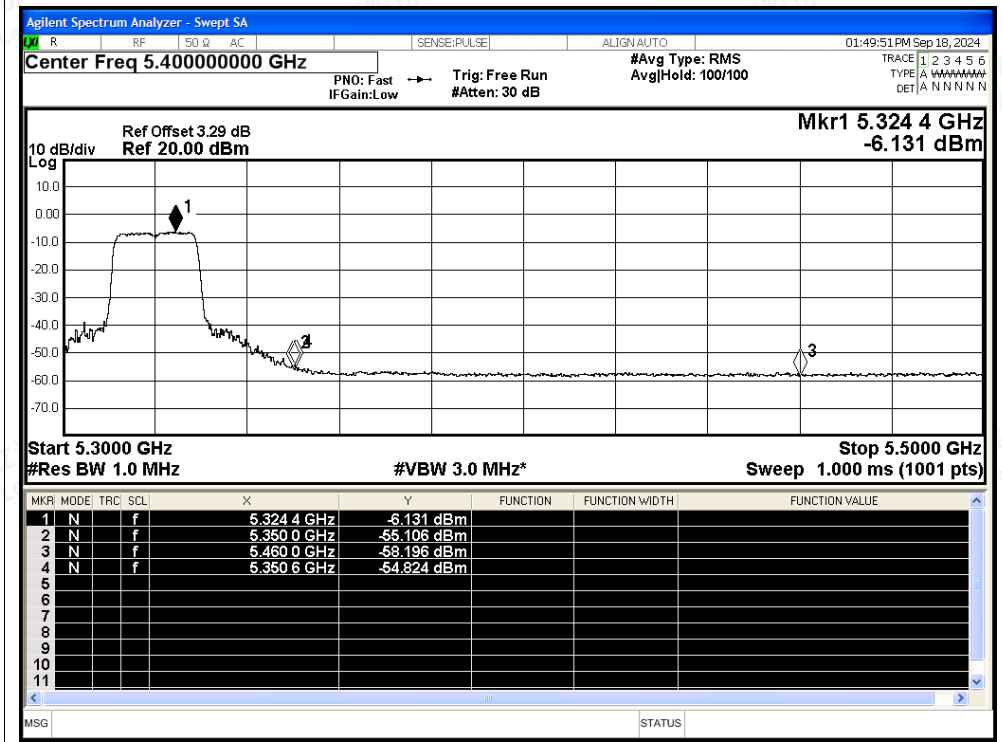 Agilent Spectrum Analyzer - Swept SA
LXI R RF 50 Ω AC SENSE:PULSE ALIGN AUTO 01:49:51 PM Sep 18, 2024
Center Freq 5.400000000 GHz #Avg Type: RMS TRACE 1 2 3 4 5 6
PNO: Fast Trig: Free Run Avg|Hold: 100/100 TYPE A WWWWW
IFGain:Low #Atten: 30 dB DET A N N N N N
Mkr1 5.324 4 GHz
Ref Offset 3.29 dB
10 dB/div Ref 20.00 dBm -6.131 dBm
Log
10.0
0.00
1
-10.0
-20.0
-30.0
-40.0
2 4
3
-50.0
-60.0
-70.0
Start 5.3000 GHz Stop 5.5000 GHz
#Res BW 1.0 MHz #VBW 3.0 MHz* Sweep 1.000 ms (1001 pts)
MKR MODE TRC SCL X Y FUNCTION FUNCTION WIDTH FUNCTION VALUE
1 N f 5.324 4 GHz -6.131 dBm
2 N f 5.350 0 GHz -55.106 dBm
3 N f 5.460 0 GHz -58.196 dBm
4 N f 5.350 6 GHz -54.824 dBm
5
6
7
8
9
10
11
MSG STATUS